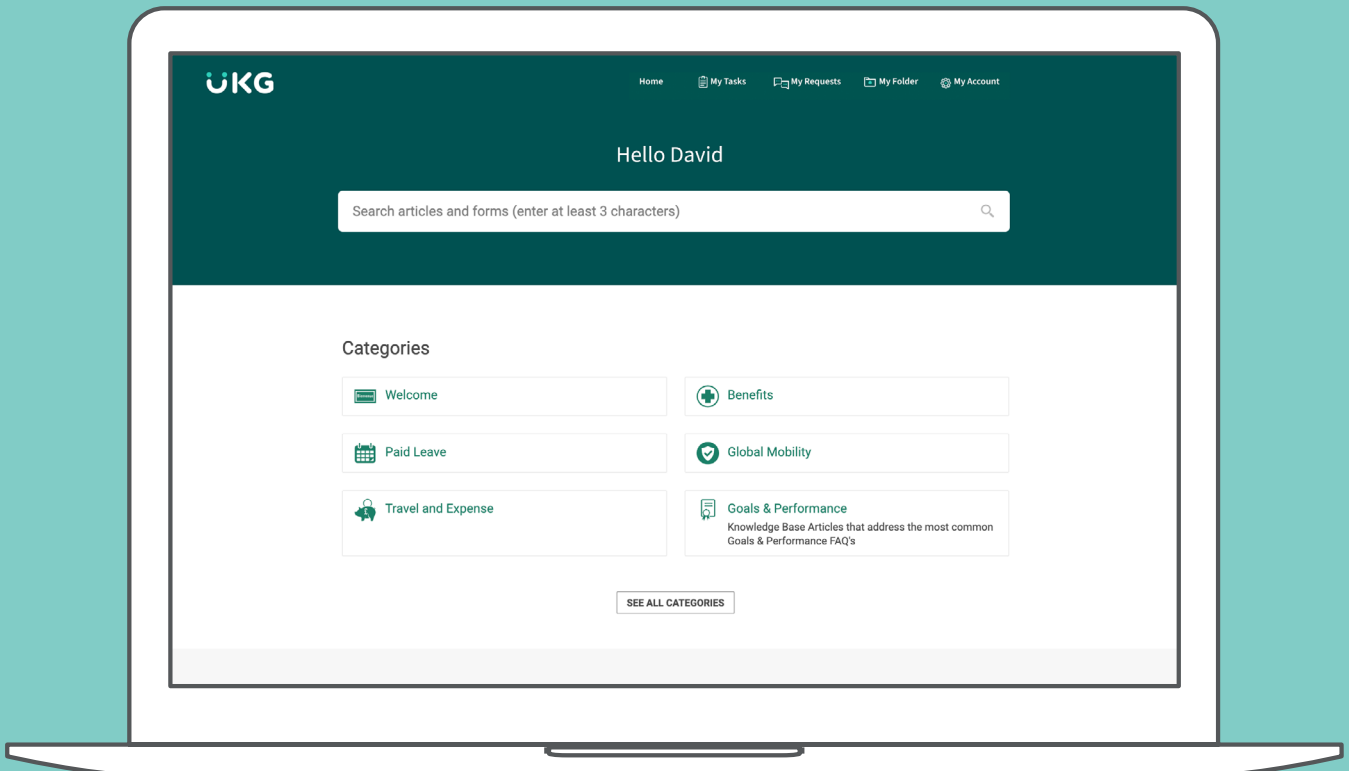 UKG
Home My Tasks My Requests My Folder My Account
Hello David
Search articles and forms (enter at least 3 characters)
Categories
Welcome
Benefits
Paid Leave
Global Mobility
Travel and Expense
Goals & Performance
Knowledge Base Articles that address the most common
Goals & Performance FAQ's
SEE ALL CATEGORIES